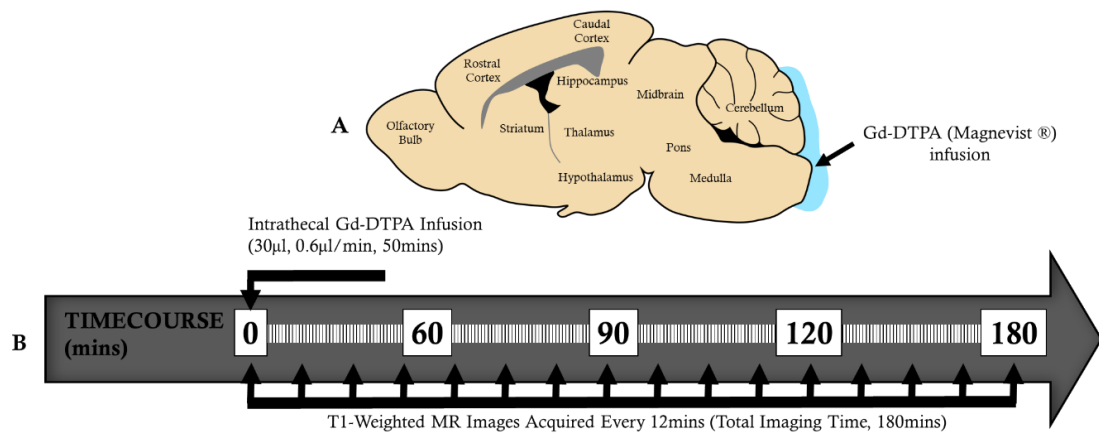 Caudal
Cortex
Rostral
Cortex
Hippocampus
Midbrain
Cerebellum
A
Olfactory
Bulb
Striatum
Thalamus
Pons
Hypothalamus
Medulla
Gd-DTPA (Magnevist ®)
infusion
Intrathecal Gd-DTPA Infusion
(30µl, 0.6µl/min, 50mins)
B
TIMECOURSE
(mins)
0
60
90
120
180
T1-Weighted MR Images Acquired Every 12mins (Total Imaging Time, 180mins)